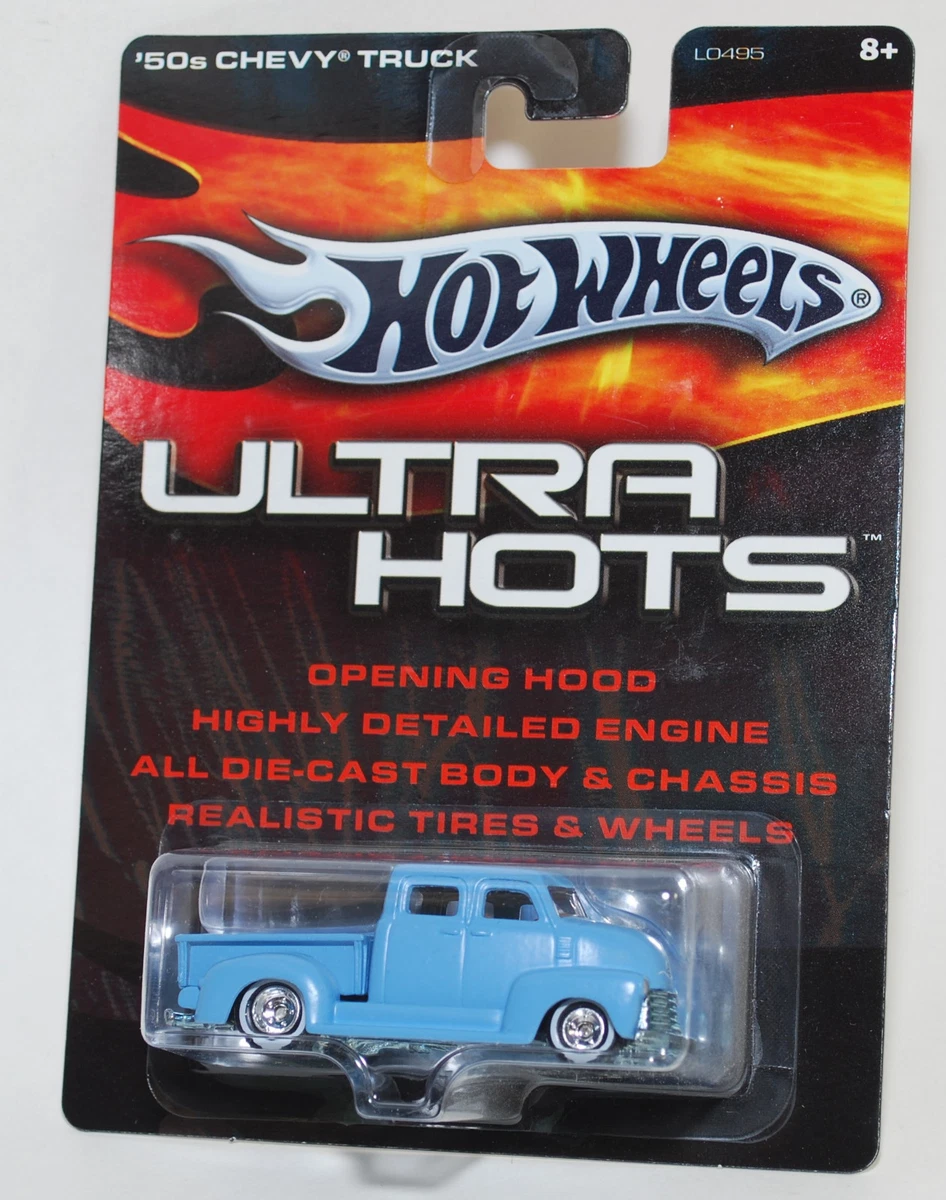 '50s CHEVY® TRUCK
L0495
8+
HOT WHEELS®
ULTRA
HOTS™
OPENING HOOD
HIGHLY DETAILED ENGINE
ALL DIE-CAST BODY & CHASSIS
REALISTIC TIRES & WHEELS